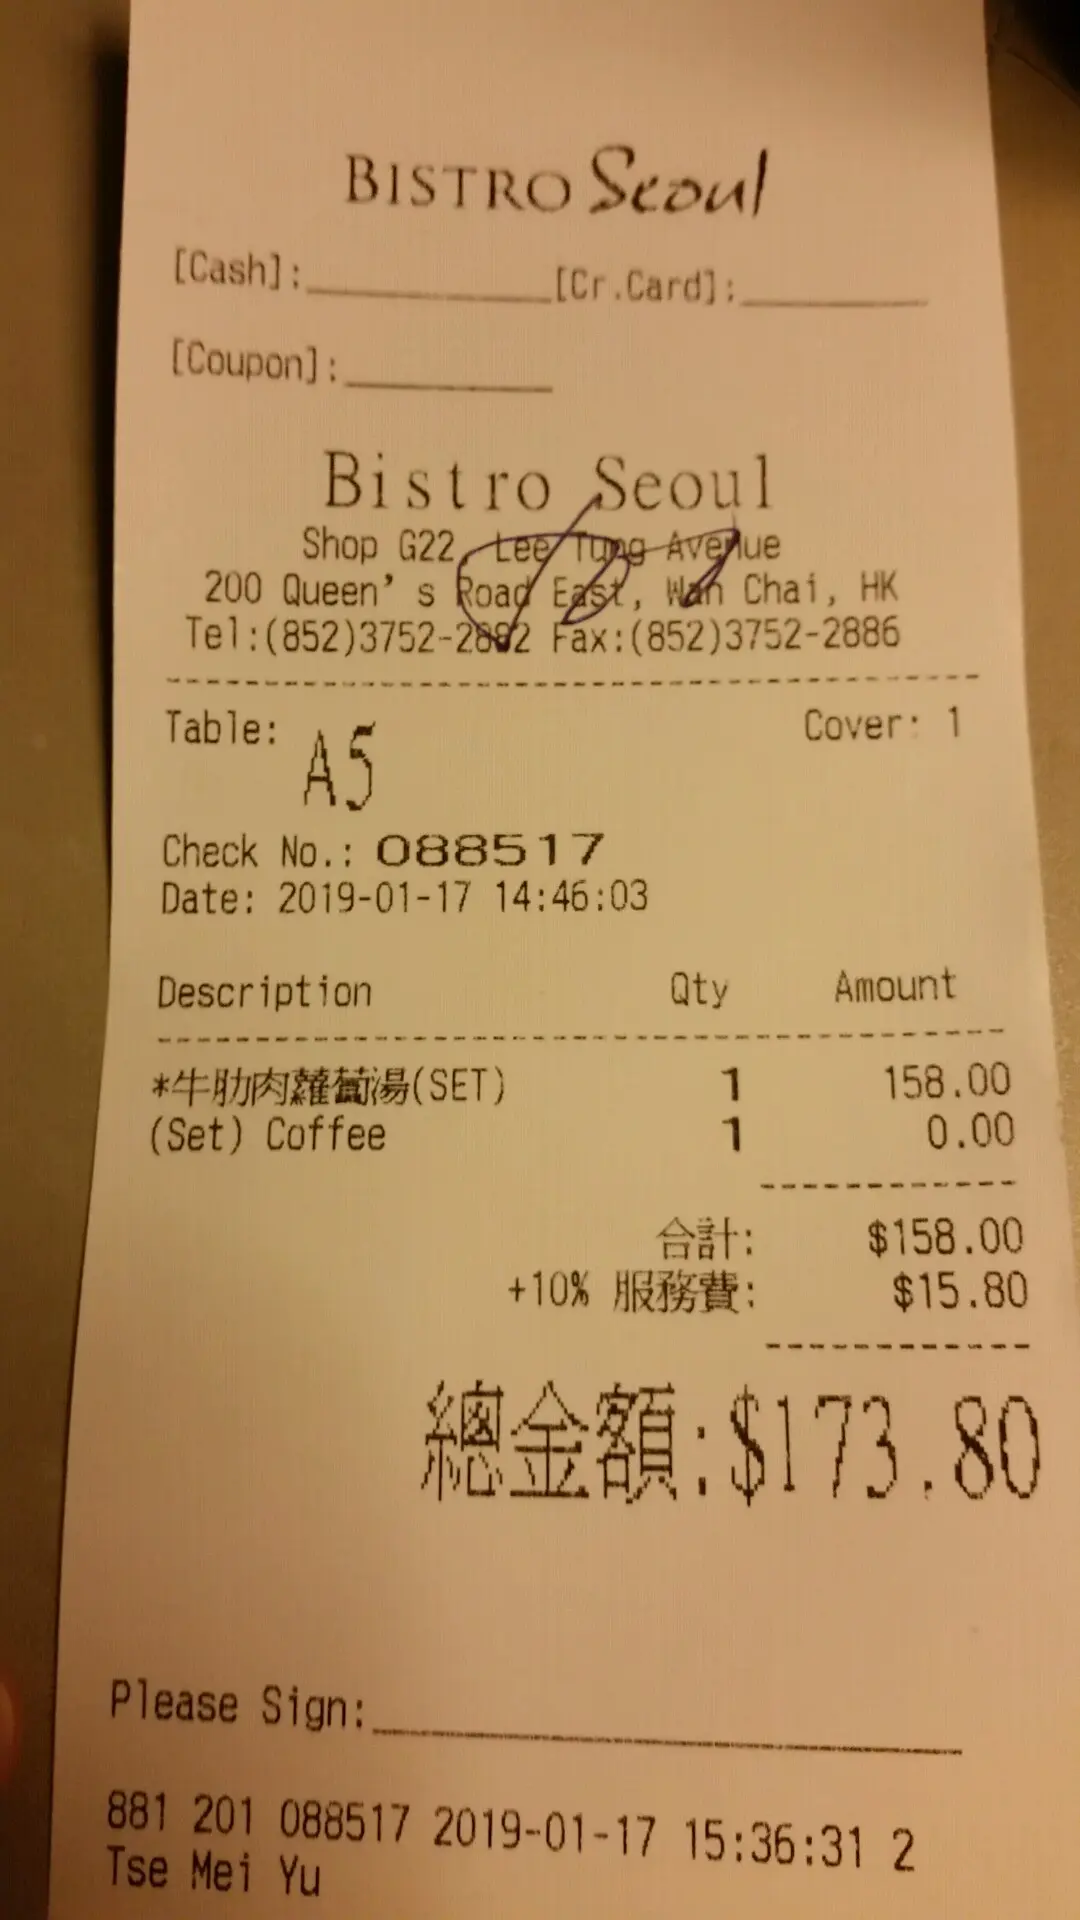 BISTRO Seoul
[Cash]:__________[Cr.Card]:________
[Coupon]:_________
Bistro Seoul
Shop G22, Lee Tung Avenue
200 Queen's Road East, Wan Chai, HK
Tel:(852)3752-2882 Fax:(852)3752-2886
Table: A5 Cover: 1
Check No.: 088517
Date: 2019-01-17 14:46:03
Description Qty Amount
*牛肋肉蘿蔔湯(SET) 1 158.00
(Set) Coffee 1 0.00
合計: $158.00
+10% 服務費: $15.80
總金額:$173.80
Please Sign:______________________
881 201 088517 2019-01-17 15:36:31 2
Tse Mei Yu